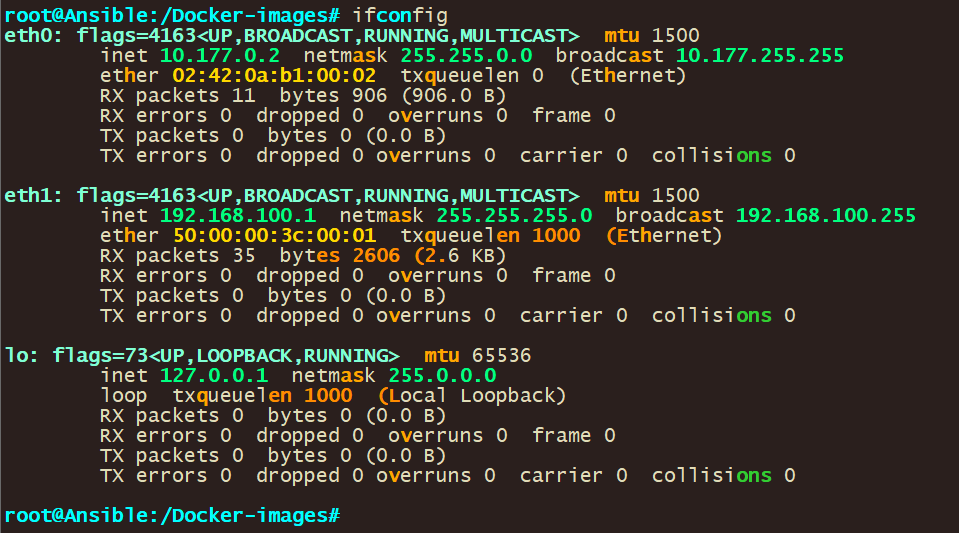 root@Ansible:/Docker-images# ifconfig
eth0: flags=4163<UP,BROADCAST,RUNNING,MULTICAST>  mtu 1500
        inet 10.177.0.2  netmask 255.255.0.0  broadcast 10.177.255.255
        ether 02:42:0a:b1:00:02  txqueuelen 0  (Ethernet)
        RX packets 11  bytes 906 (906.0 B)
        RX errors 0  dropped 0  overruns 0  frame 0
        TX packets 0  bytes 0 (0.0 B)
        TX errors 0  dropped 0 overruns 0  carrier 0  collisions 0

eth1: flags=4163<UP,BROADCAST,RUNNING,MULTICAST>  mtu 1500
        inet 192.168.100.1  netmask 255.255.255.0  broadcast 192.168.100.255
        ether 50:00:00:3c:00:01  txqueuelen 1000  (Ethernet)
        RX packets 35  bytes 2606 (2.6 KB)
        RX errors 0  dropped 0  overruns 0  frame 0
        TX packets 0  bytes 0 (0.0 B)
        TX errors 0  dropped 0 overruns 0  carrier 0  collisions 0

lo: flags=73<UP,LOOPBACK,RUNNING>  mtu 65536
        inet 127.0.0.1  netmask 255.0.0.0
        loop  txqueuelen 1000  (Local Loopback)
        RX packets 0  bytes 0 (0.0 B)
        RX errors 0  dropped 0  overruns 0  frame 0
        TX packets 0  bytes 0 (0.0 B)
        TX errors 0  dropped 0 overruns 0  carrier 0  collisions 0

root@Ansible:/Docker-images#